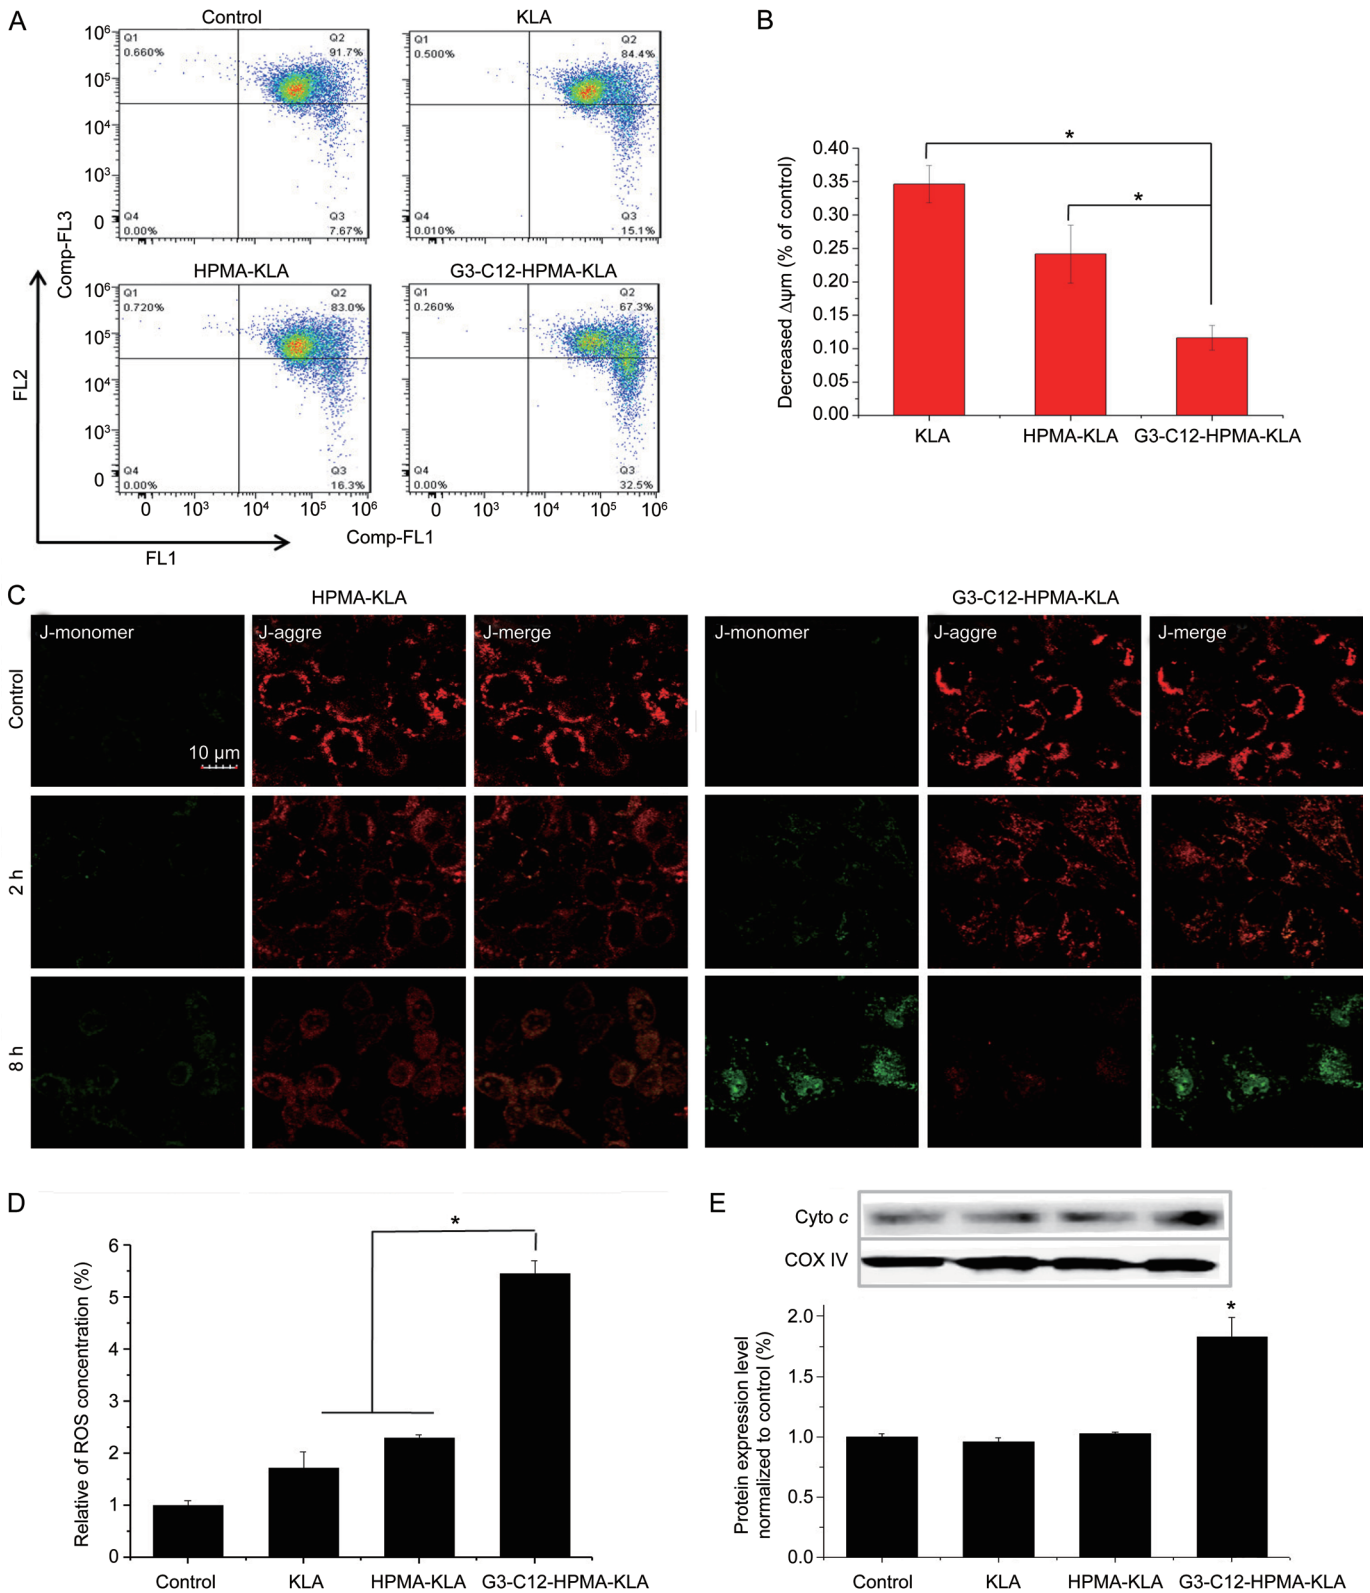 A
Control
KLA
10⁶
10⁵
10⁴
10³
0
Q1
0.660%
Q2
91.7%
Q4
0.00%
Q3
7.67%
Q1
0.500%
Q2
84.4%
Q4
0.010%
Q3
15.1%
Comp-FL3
HPMA-KLA
G3-C12-HPMA-KLA
10⁶
10⁵
10⁴
10³
0
Q1
0.720%
Q2
83.0%
Q4
0.00%
Q3
16.3%
Q1
0.260%
Q2
67.3%
Q4
0.00%
Q3
32.5%
0 10³ 10⁴ 10⁵ 10⁶
0 10³ 10⁴ 10⁵ 10⁶
FL2
FL1
Comp-FL1
B
Decreased Δψm (% of control)
0.40
0.35
0.30
0.25
0.20
0.15
0.10
0.05
0.00
*
*
KLA
HPMA-KLA
G3-C12-HPMA-KLA
C
HPMA-KLA
G3-C12-HPMA-KLA
Control
J-monomer
J-aggre
J-merge
J-monomer
J-aggre
J-merge
10 µm
2 h
8 h
D
Relative of ROS concentration (%)
6
5
4
3
2
1
0
*
Control
KLA
HPMA-KLA
G3-C12-HPMA-KLA
E
Cyto c
COX IV
Protein expression level
normalized to control (%)
2.0
1.5
1.0
0.5
0.0
*
Control
KLA
HPMA-KLA
G3-C12-HPMA-KLA